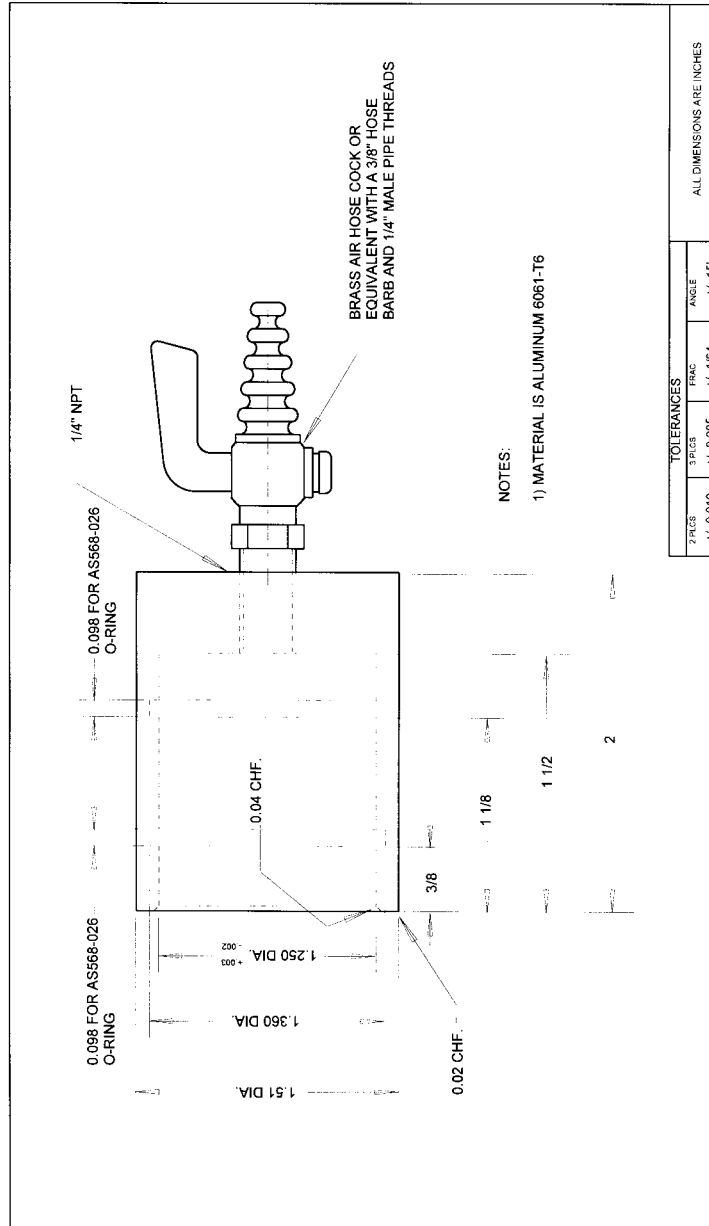 0.098 FOR AS568-026
O-RING
0.098 FOR AS568-026
O-RING
1/4" NPT
BRASS AIR HOSE COCK OR
EQUIVALENT WITH A 3/8" HOSE
BARB AND 1/4" MALE PIPE THREADS
0.04 CHF.
1.51 DIA.
1.360 DIA.
1.250 DIA. +.003
-.002
0.02 CHF.
3/8
1 1/8
1 1/2
2
NOTES:
1) MATERIAL IS ALUMINUM 6061-T6
TOLERANCES
2 PLCS
3 PLCS
FRAC
ANGLE
ALL DIMENSIONS ARE INCHES